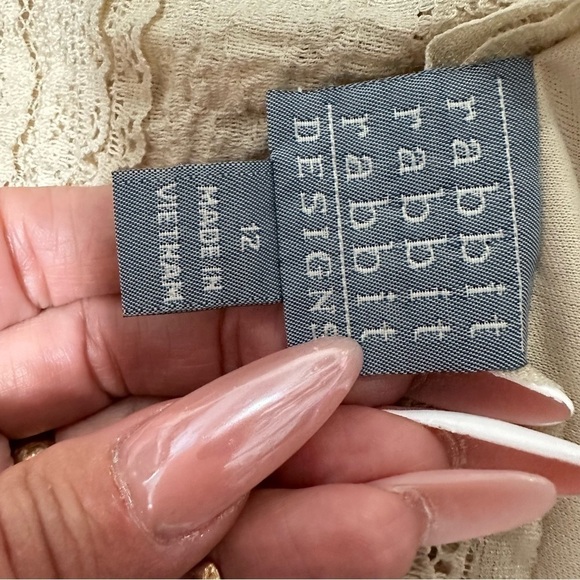 rabbit
rabbit
rabbit
DESIGNS
12
MADE IN
VIETNAM